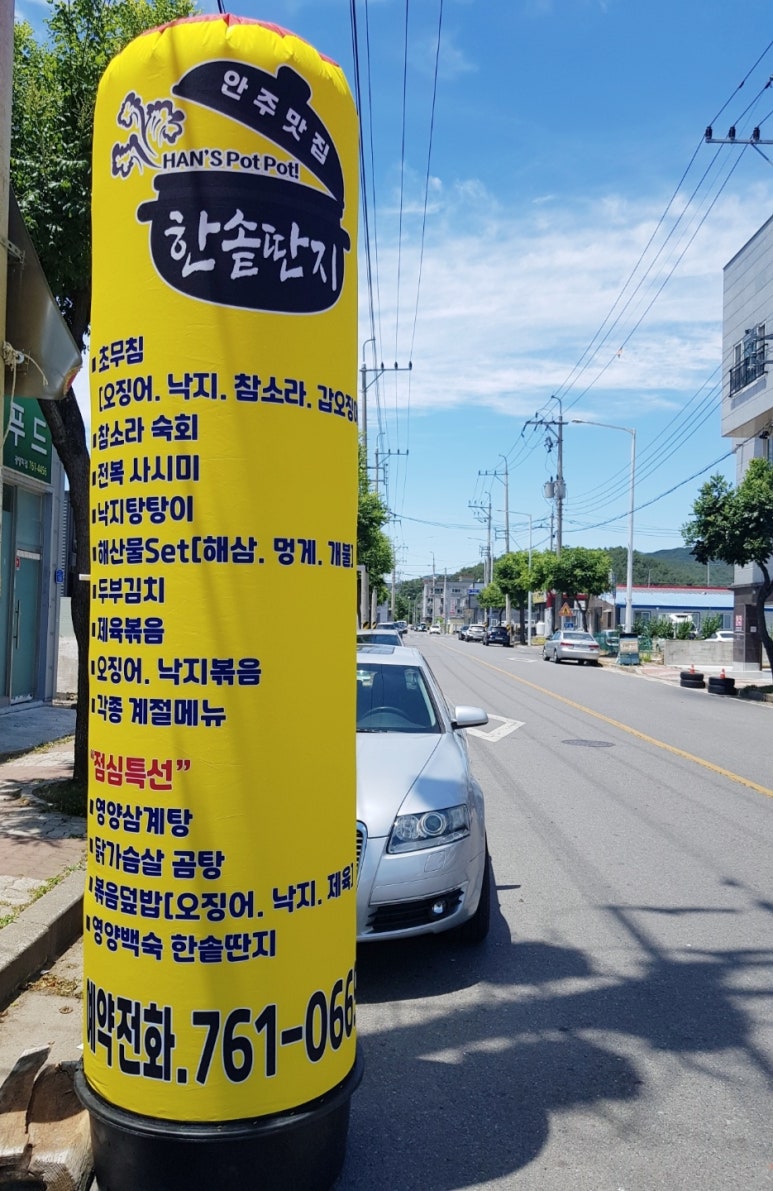 안주맛집
HAN'S Pot Pot!
한솥딴지
초무침
[오징어. 낙지. 참소라. 갑오징어
참소라 숙회
전복 사시미
낙지탕탕이
해산물Set[해삼. 멍게. 개불]
두부김치
제육볶음
오징어. 낙지볶음
각종 계절메뉴
"점심특선"
영양삼계탕
닭가슴살 곰탕
볶음덮밥[오징어. 낙지. 제육]
영양백숙 한솥딴지
예약전화.761-066
푸드